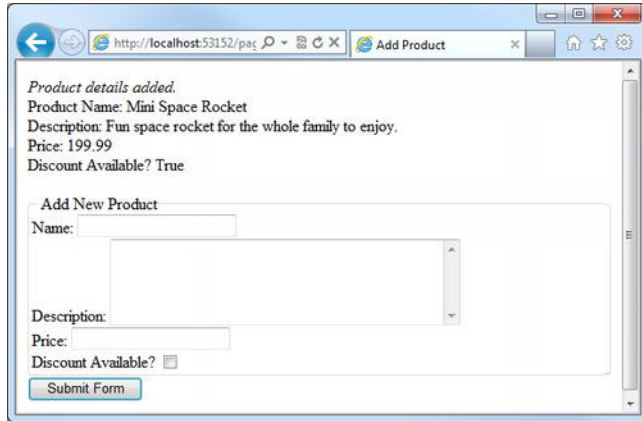 http://localhost:53152/pag
Add Product
Product details added.
Product Name: Mini Space Rocket
Description: Fun space rocket for the whole family to enjoy.
Price: 199.99
Discount Available? True
Add New Product
Name:
Description:
Price:
Discount Available?
Submit Form